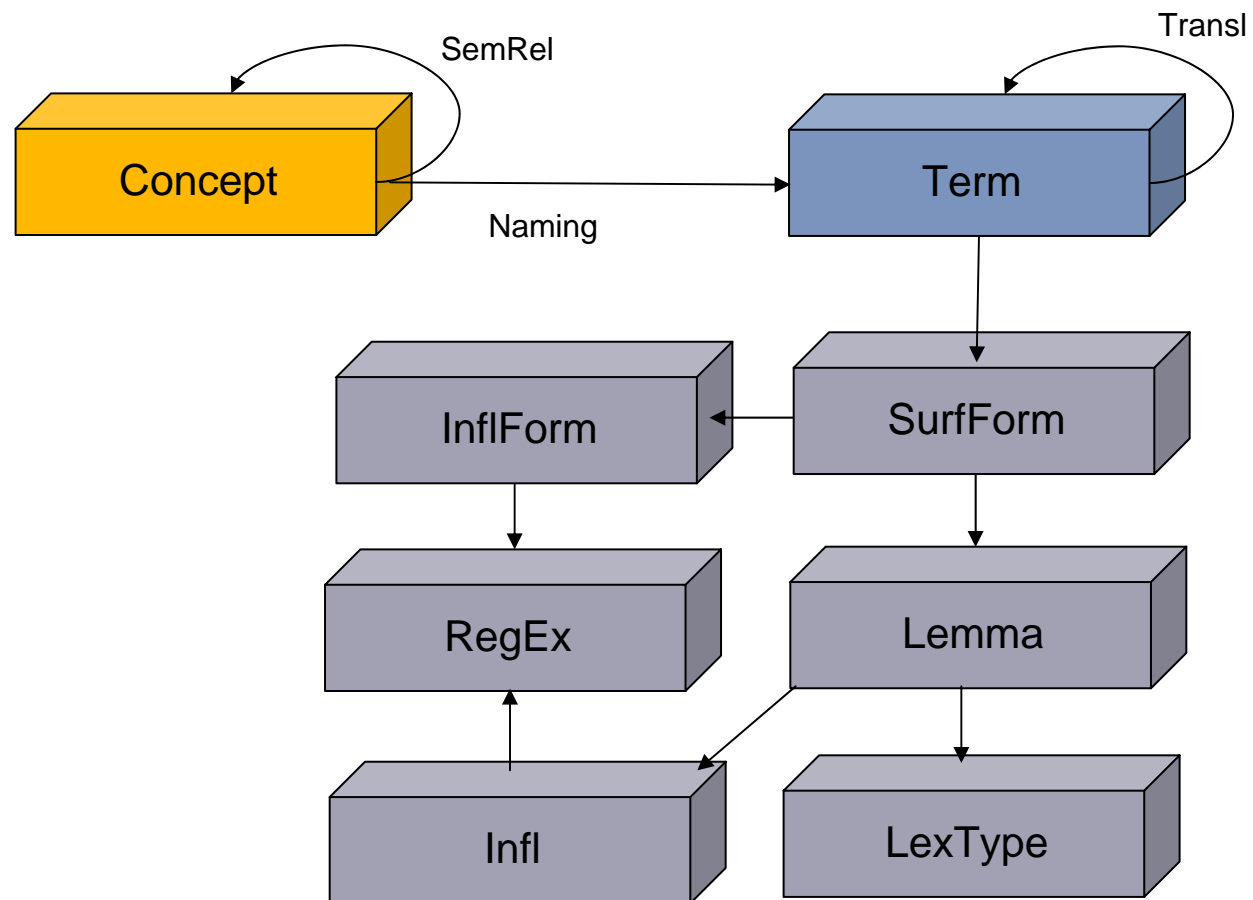 SemRel
Transl
Concept
Term
Naming
InflForm
SurfForm
RegEx
Lemma
Infl
LexType